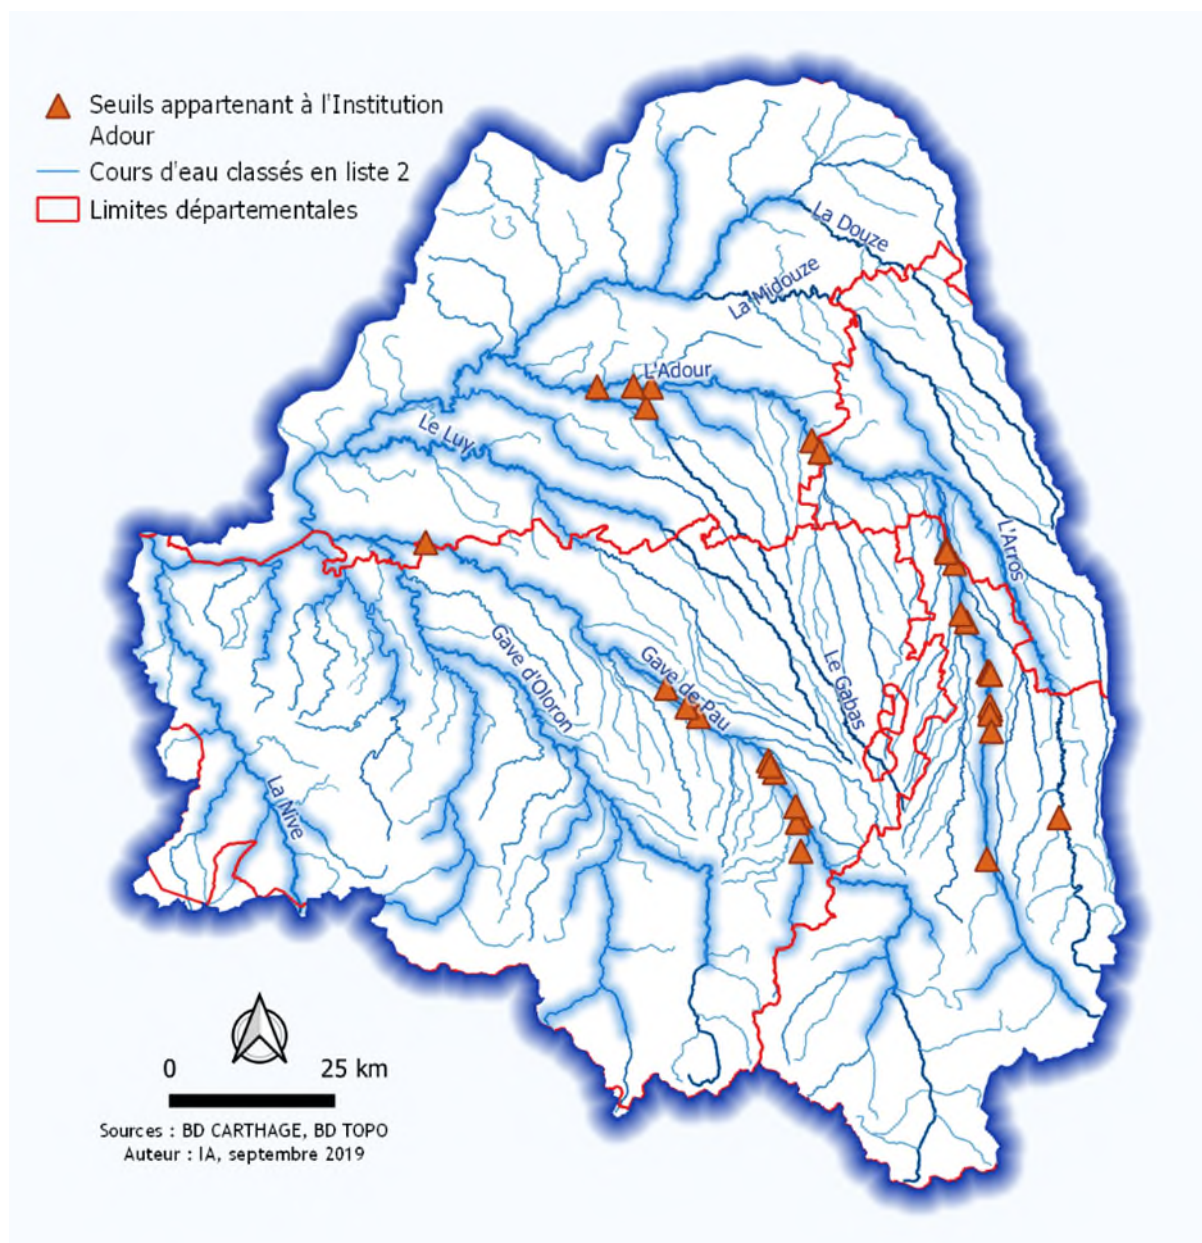 Seuils appartenant à l'Institution
Adour
Cours d'eau classés en liste 2
Limites départementales
La Douze
La Midouze
L'Adour
Le Luy
L'Arros
Gave d'Oloron
Gave de Pau
Le Gabas
La Nive
0 25 km
Sources : BD CARTHAGE, BD TOPO
Auteur : IA, septembre 2019